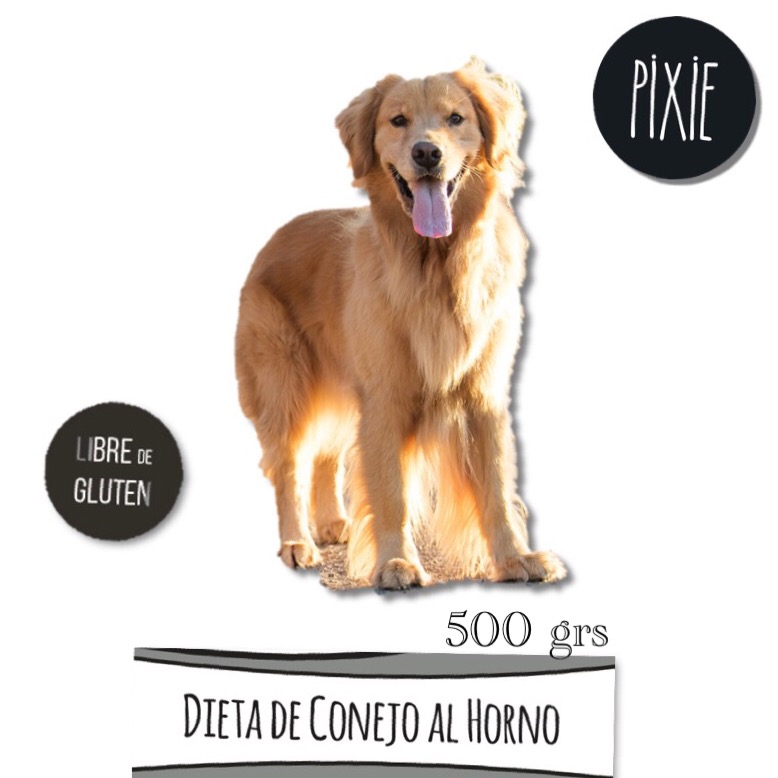 PIXIE
LIBRE DE
GLUTEN
500 grs
DIETA DE CONEJO AL HORNO